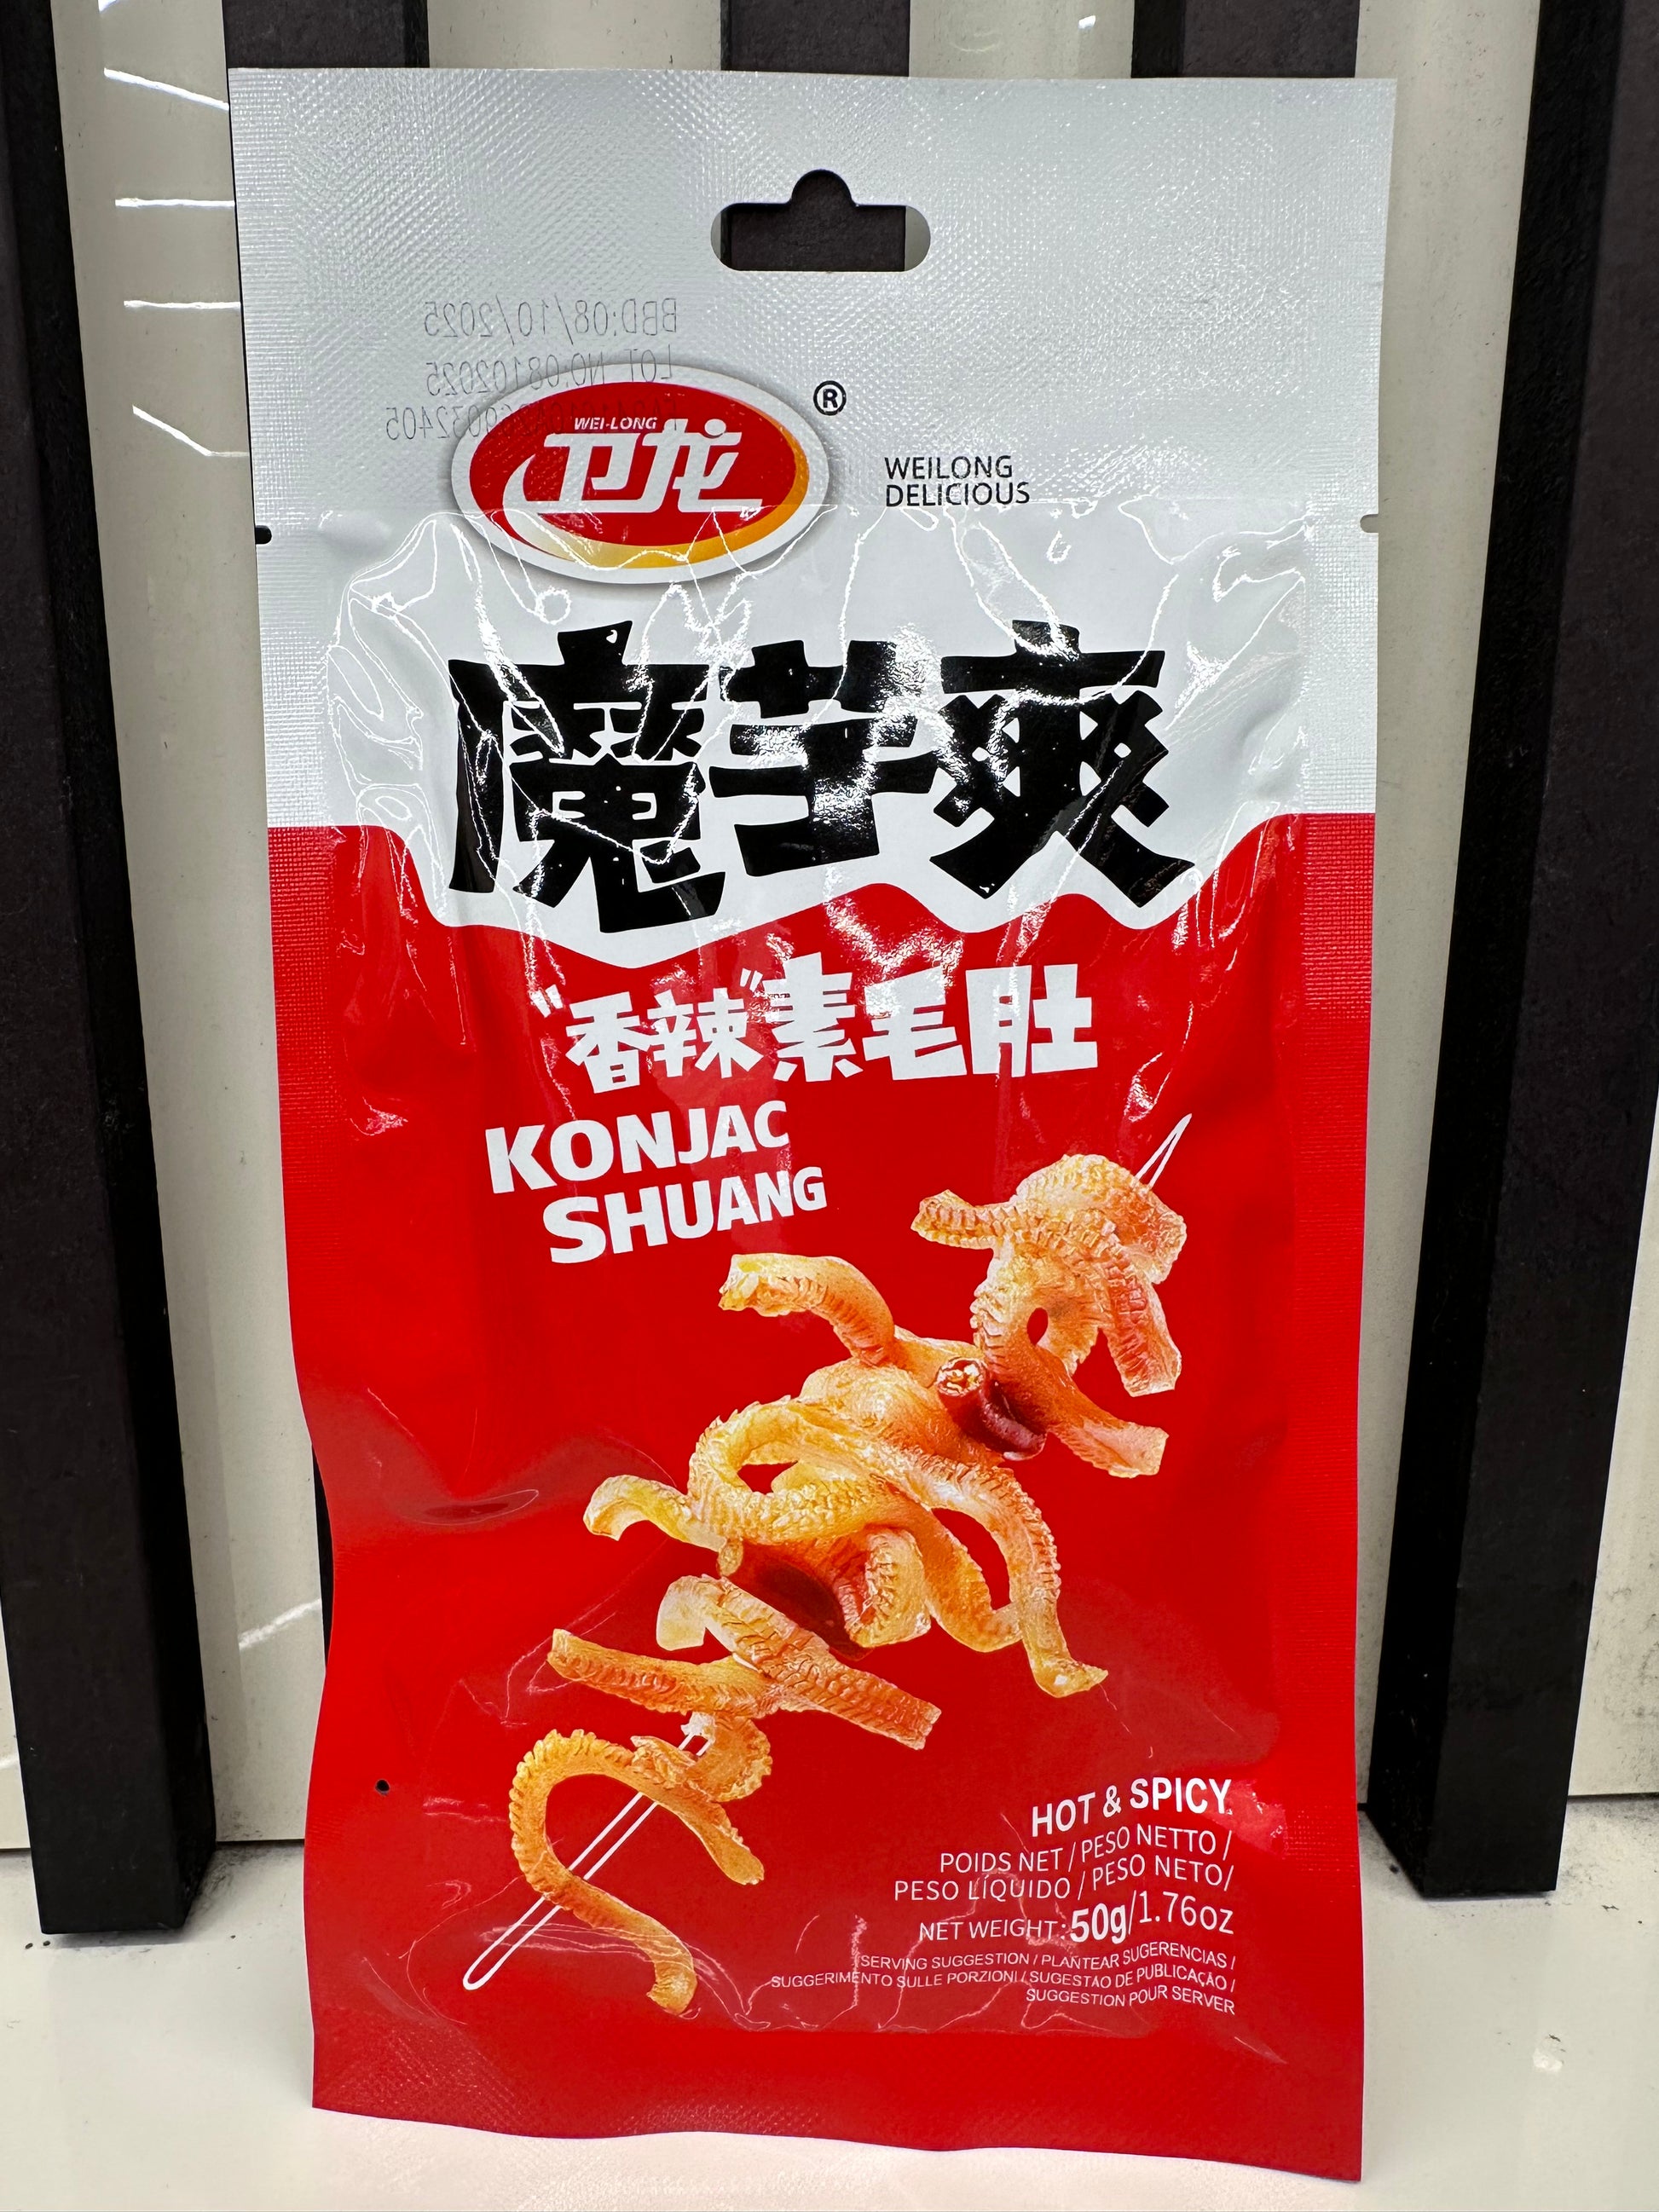 BBD:08/10/2025
LOT NO:08102025
®
WEI-LONG
卫龙
WEILONG
DELICIOUS
魔芋爽
“香辣”素毛肚
KONJAC
SHUANG
HOT & SPICY
POIDS NET / PESO NETTO /
PESO LÍQUIDO / PESO NETO/
NET WEIGHT:50g/1.76oz
SERVING SUGGESTION / PLANTEAR SUGERENCIAS /
SUGGERIMENTO SULLE PORZIONI / SUGESTÃO DE PUBLICAÇÃO /
SUGGESTION POUR SERVER